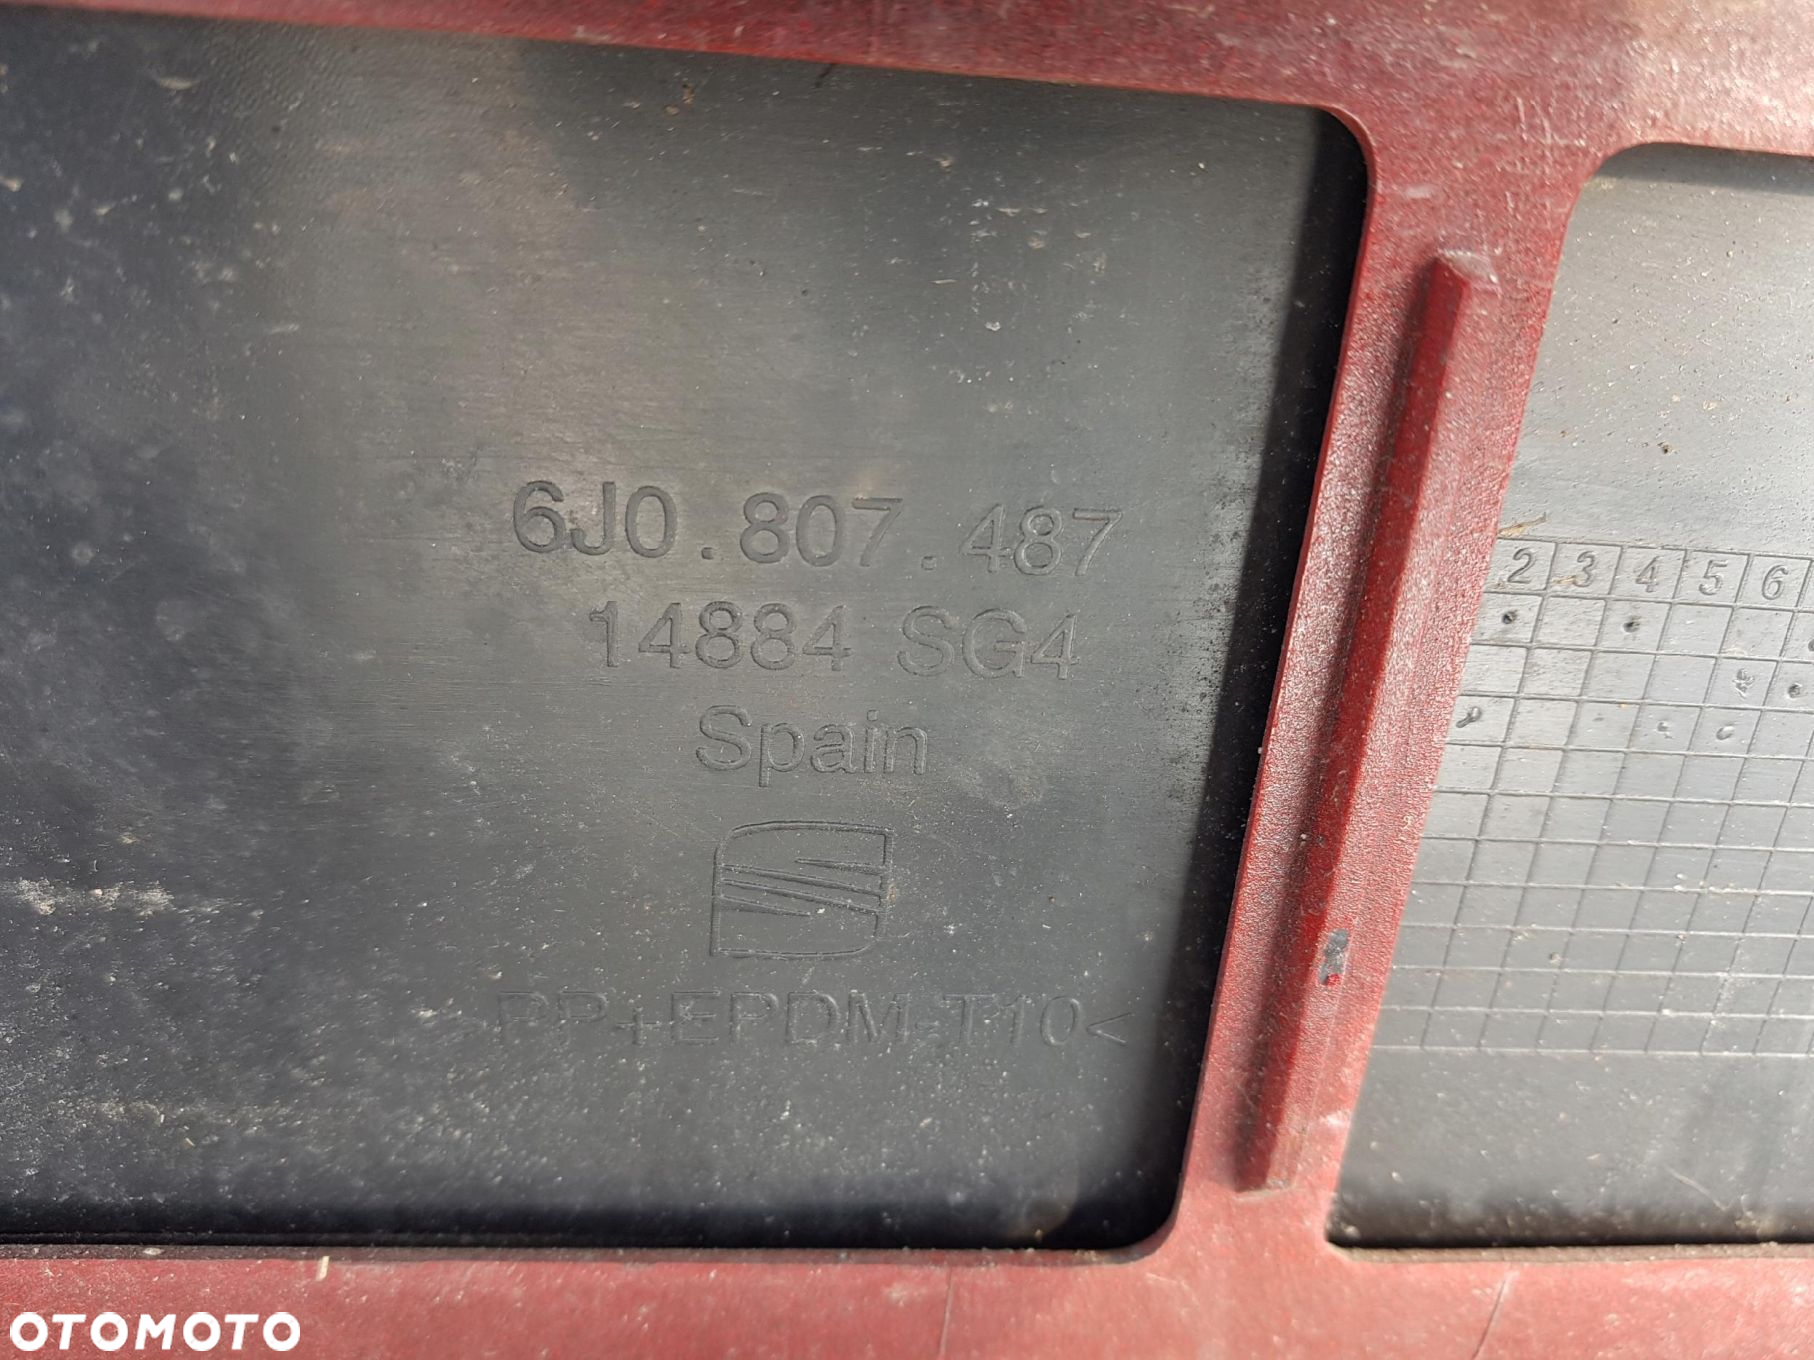 6J0.807.487
14884 SG4
Spain
>PP+EPDM-T10<
2 3 4 5 6
OTOMOTO